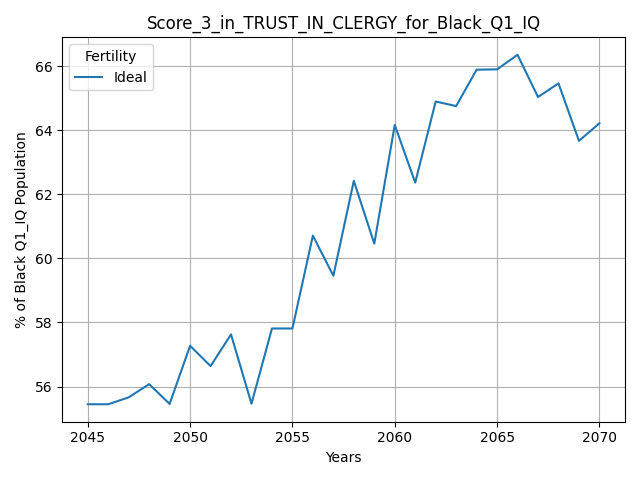 Score_3_in_TRUST_IN_CLERGY_for_Black_Q1_IQ
Fertility
Ideal
% of Black Q1_IQ Population
66
64
62
60
58
56
2045
2050
2055
2060
2065
2070
Years